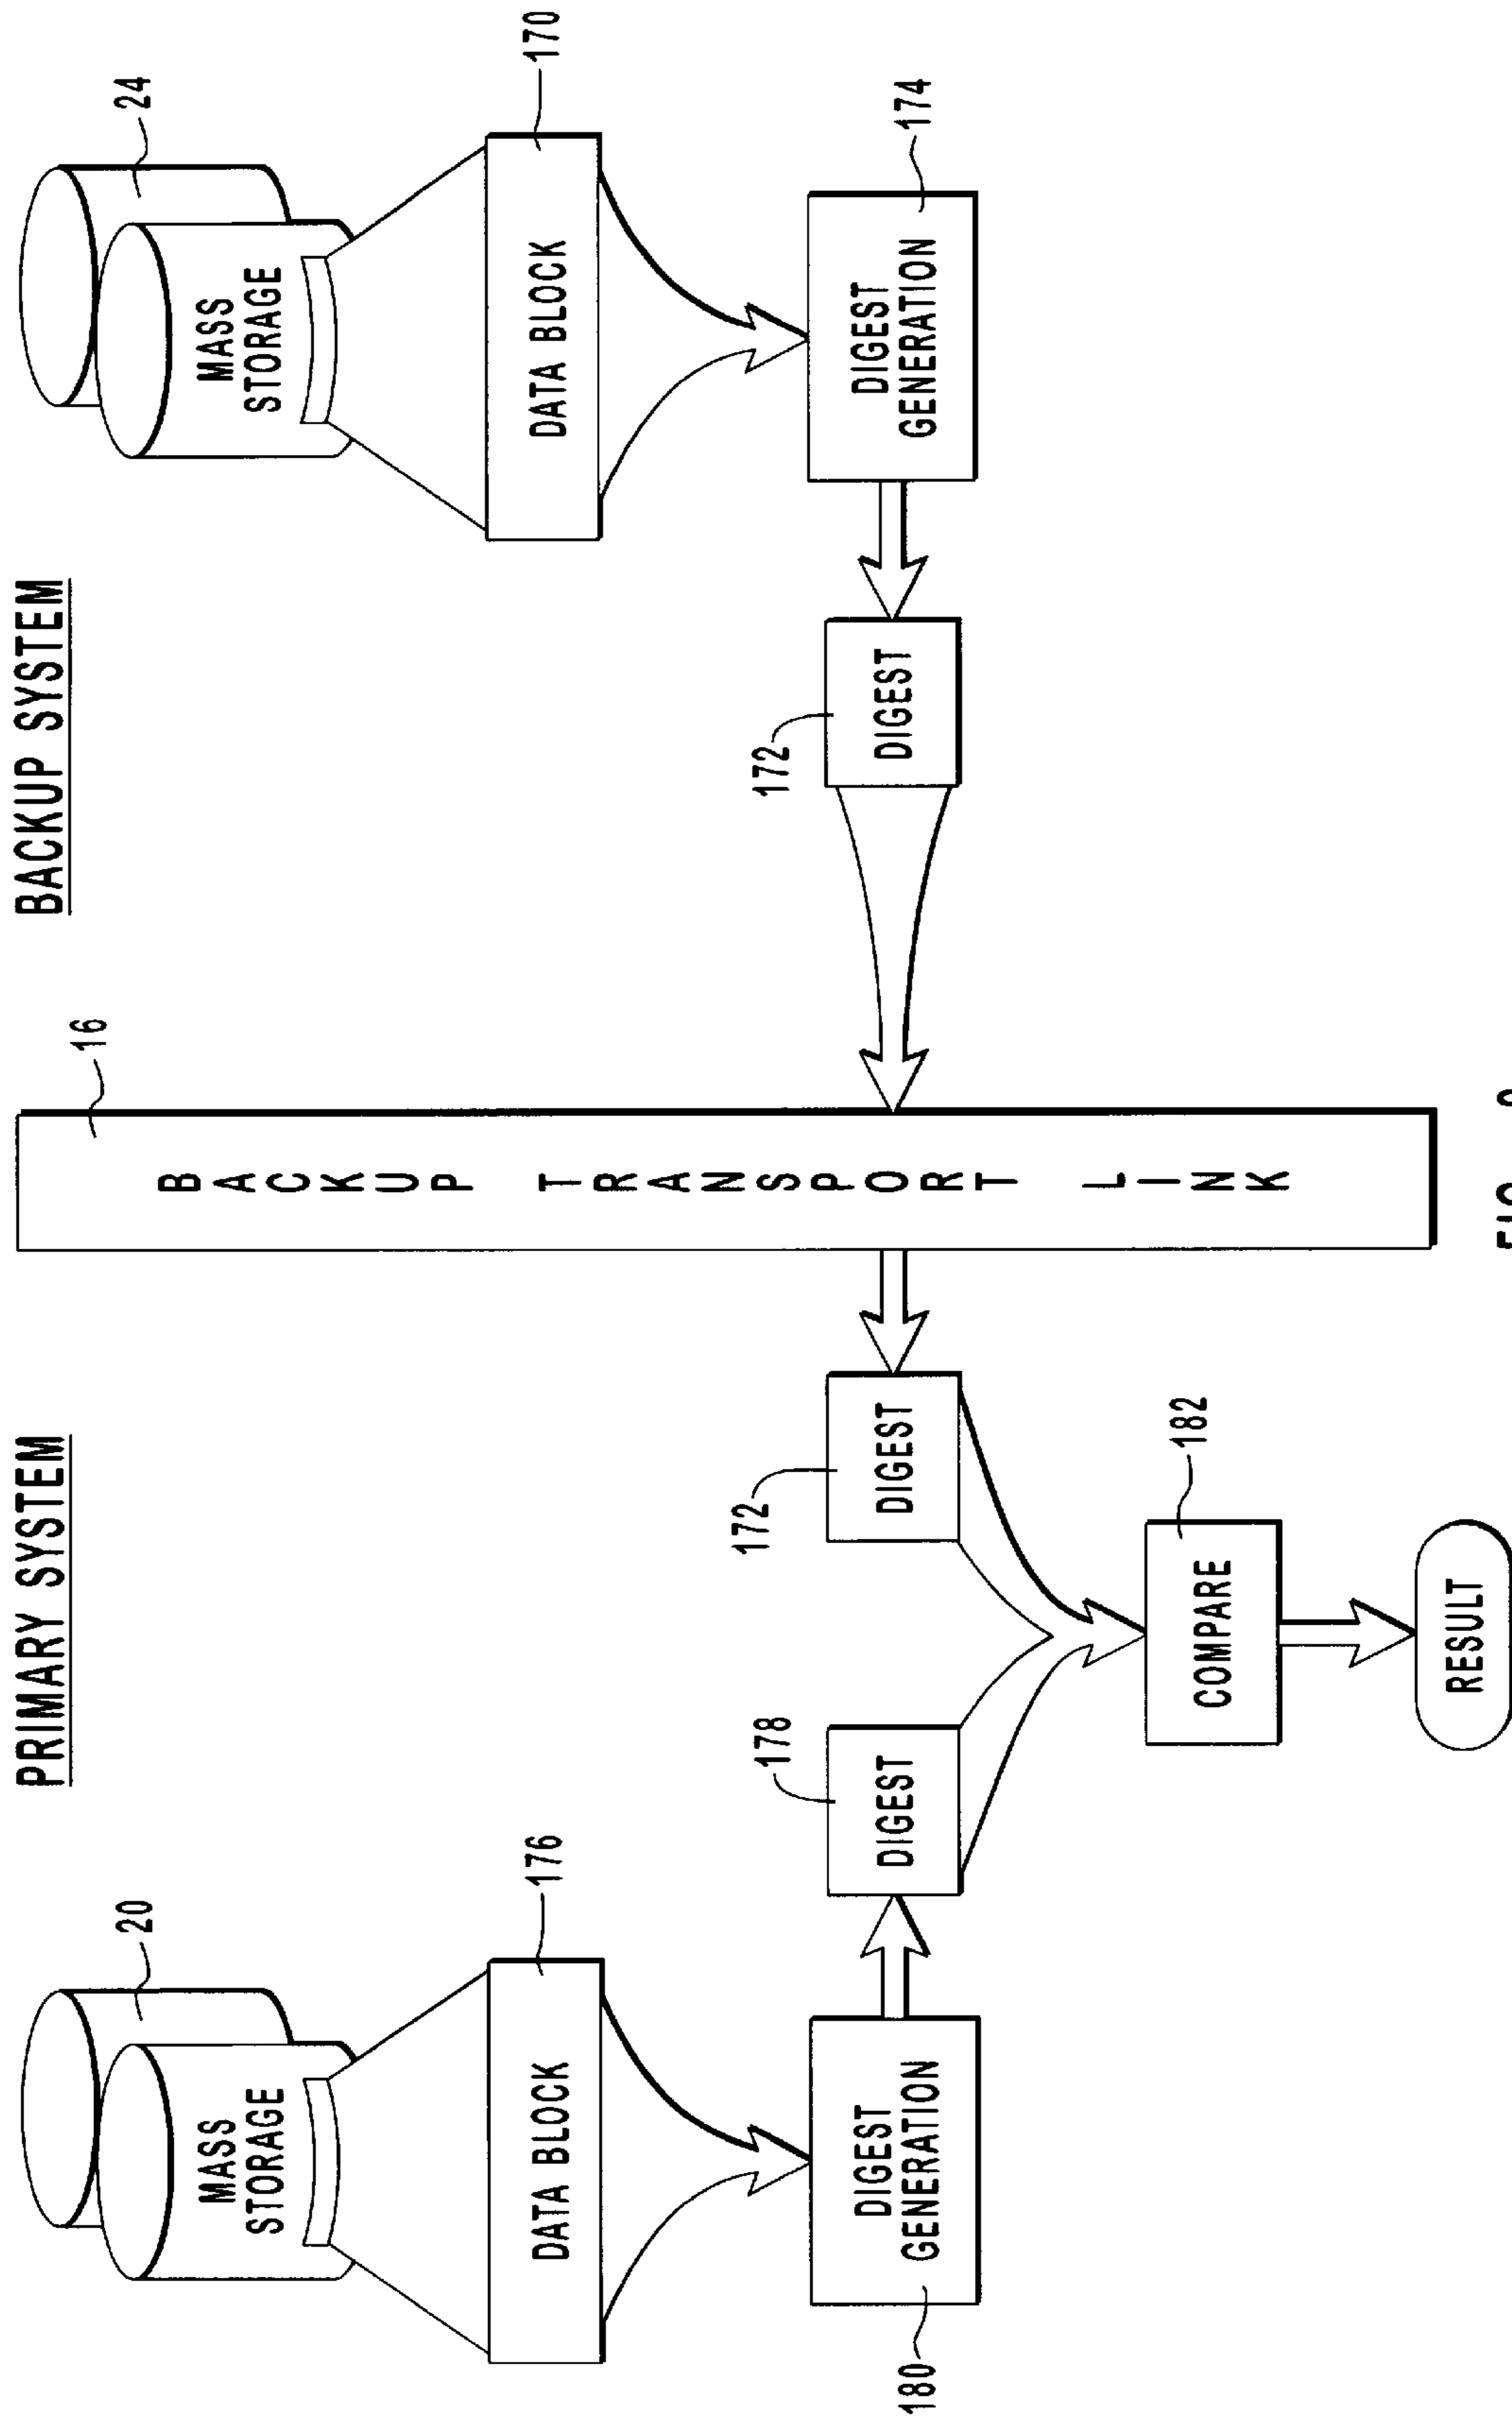 PRIMARY SYSTEM
BACKUP SYSTEM
20
MASS
STORAGE
16
24
MASS
STORAGE
176
DATA BLOCK
170
DATA BLOCK
178
172
172
180
DIGEST
GENERATION
DIGEST
DIGEST
BACKUP TRANSPORT LINK
DIGEST
174
DIGEST
GENERATION
182
COMPARE
RESULT